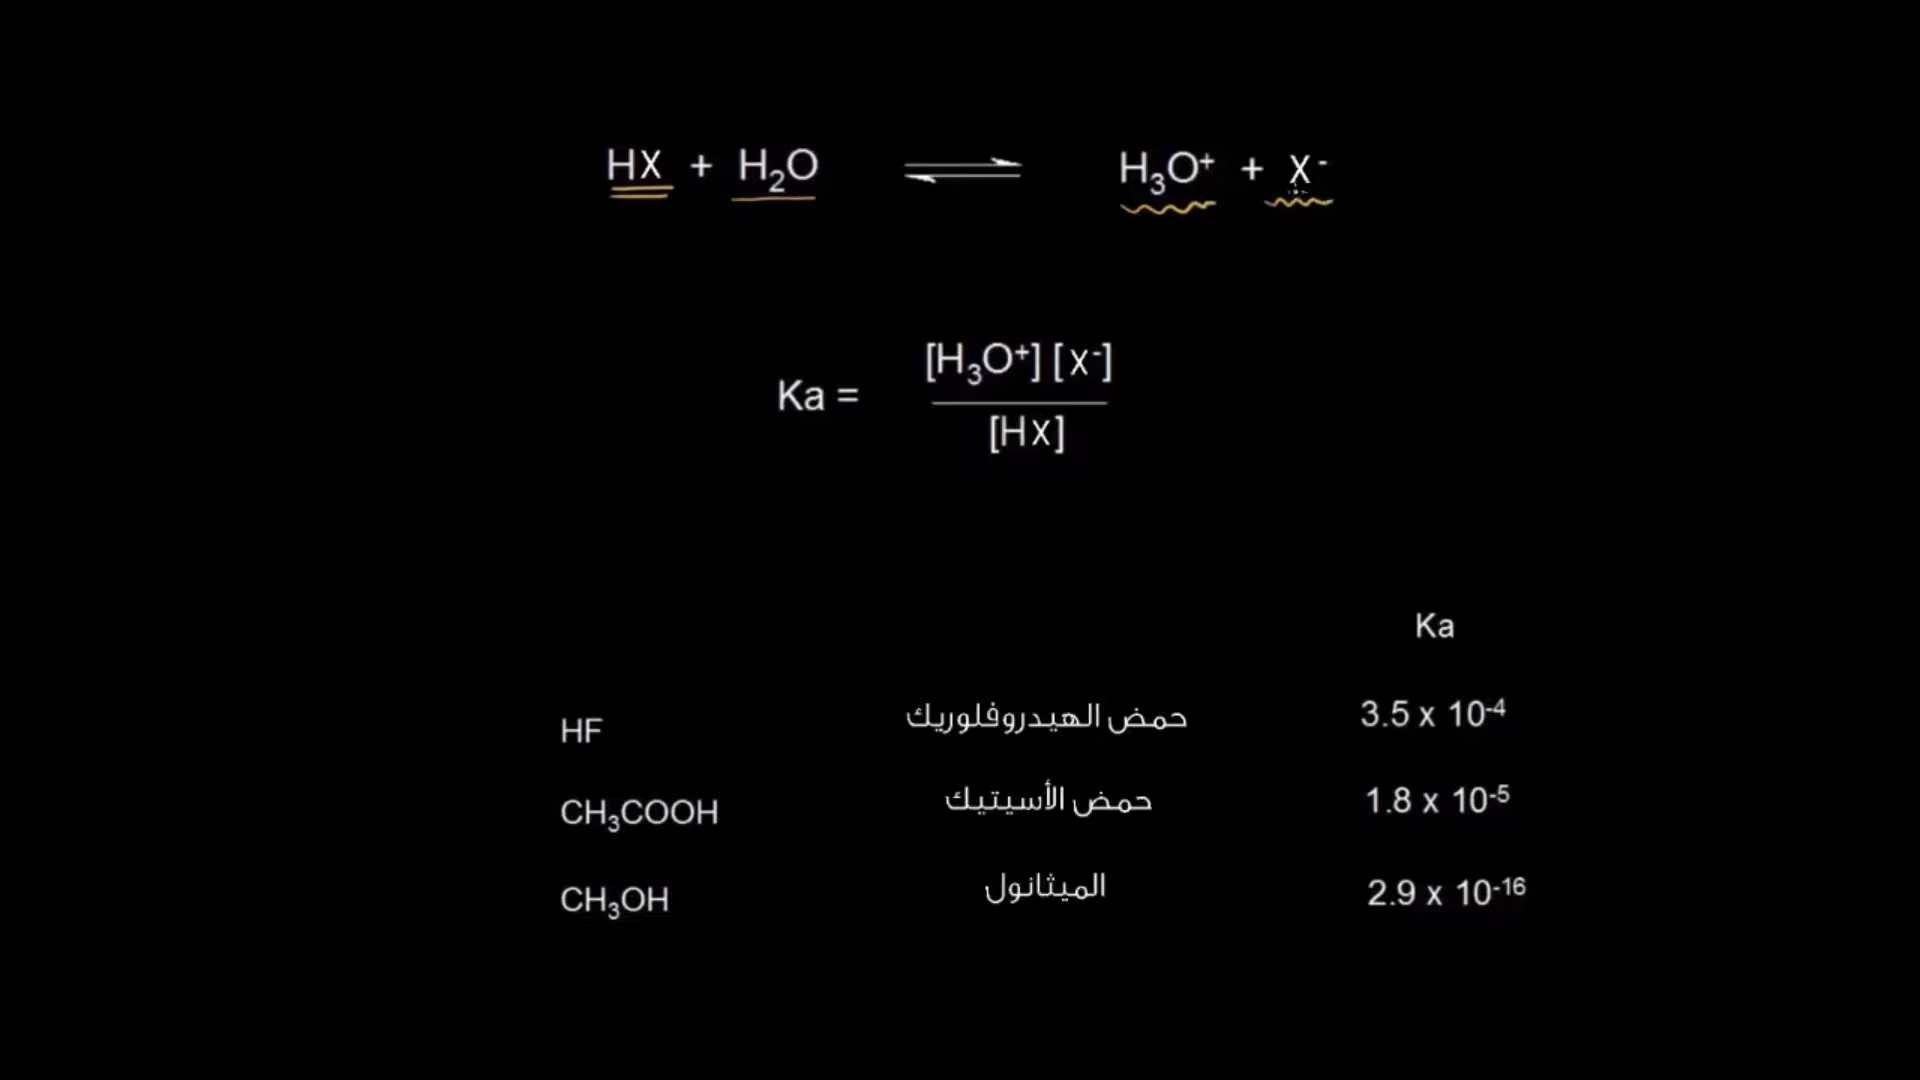 HX + H₂O ⇌ H₃O⁺ + X⁻
[H₃O⁺] [X⁻]
Ka =
[HX]
Ka
HF حمض الهيدروفلوريك 3.5 x 10⁻⁴
CH₃COOH حمض الأسيتيك 1.8 x 10⁻⁵
CH₃OH الميثانول 2.9 x 10⁻¹⁶